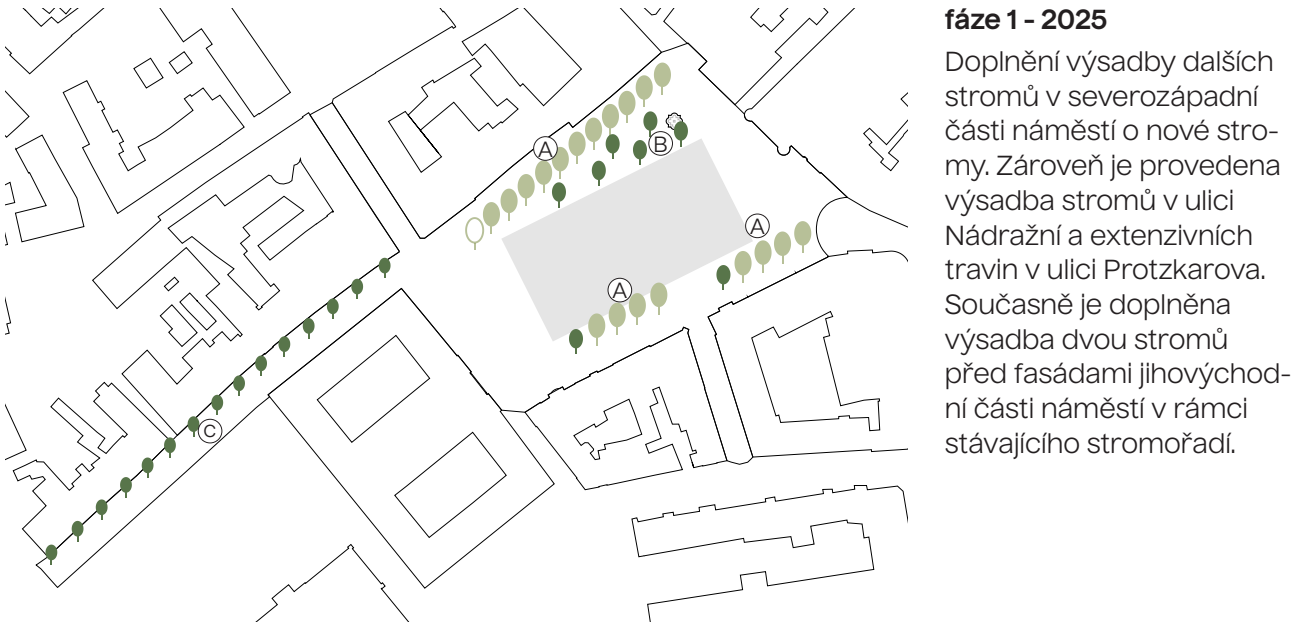 fáze 1 - 2025
Doplnění výsadby dalších
stromů v severozápadní
části náměstí o nové stro-
my. Zároveň je provedena
výsadba stromů v ulici
Nádražní a extenzivních
travin v ulici Protzkarova.
Současně je doplněna
výsadba dvou stromů
před fasádami jihovýchod-
ní části náměstí v rámci
stávajícího stromořadí.
A
B
A
A
C